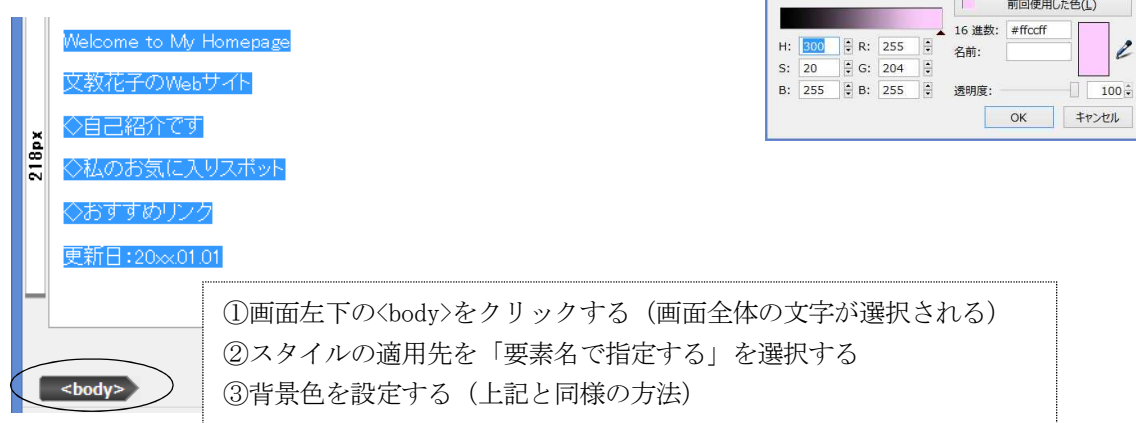 前回使用した色(L)
16 進数: #ffccff
H: 300 R: 255
名前:
S: 20 G: 204
B: 255 B: 255
透明度: 100
OK キャンセル
Welcome to My Homepage
文教花子のWebサイト
◇自己紹介です
◇私のお気に入りスポット
◇おすすめリンク
更新日:20xx.01.01
218px
①画面左下の<body>をクリックする（画面全体の文字が選択される）
②スタイルの適用先を「要素名で指定する」を選択する
③背景色を設定する（上記と同様の方法）
<body>